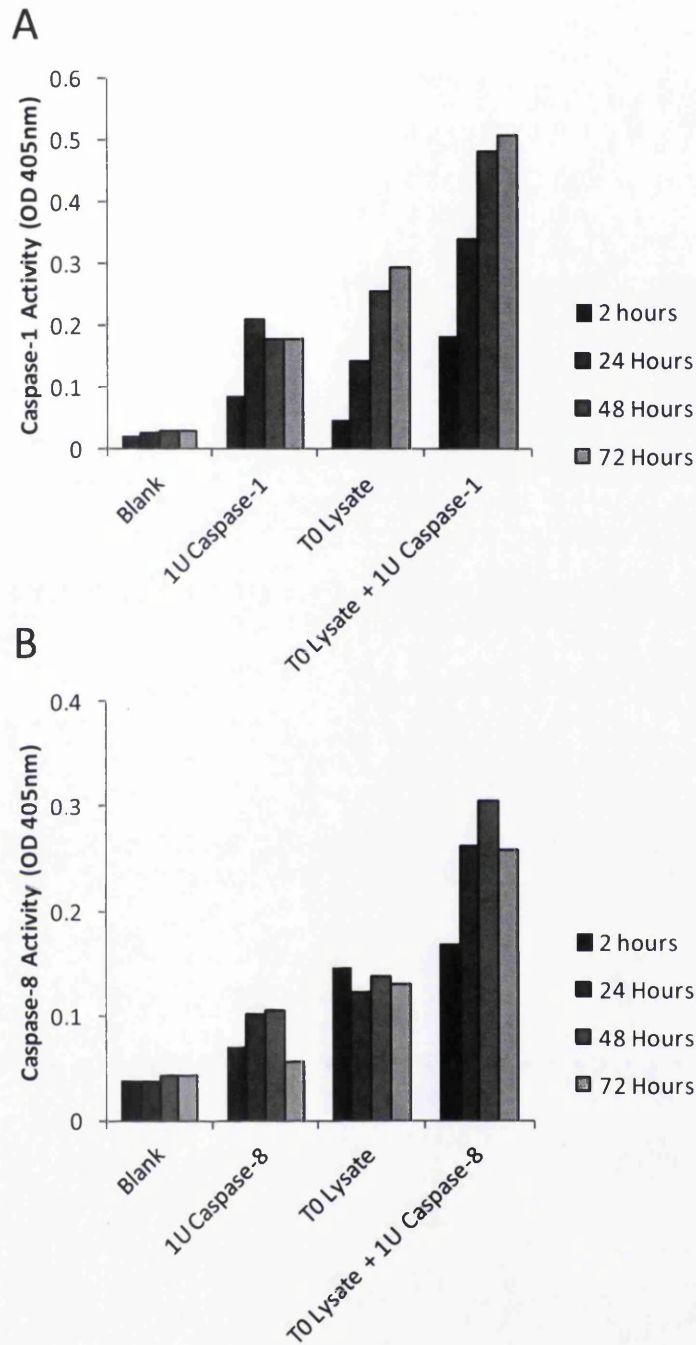 A
Caspase-1 Activity (OD 405nm)
0.6
0.5
0.4
0.3
0.2
0.1
0
Blank
1U Caspase-1
T0 Lysate
T0 Lysate + 1U Caspase-1
2 hours
24 Hours
48 Hours
72 Hours
B
Caspase-8 Activity (OD 405nm)
0.4
0.3
0.2
0.1
0
Blank
1U Caspase-8
T0 Lysate
T0 Lysate + 1U Caspase-8
2 hours
24 Hours
48 Hours
72 Hours